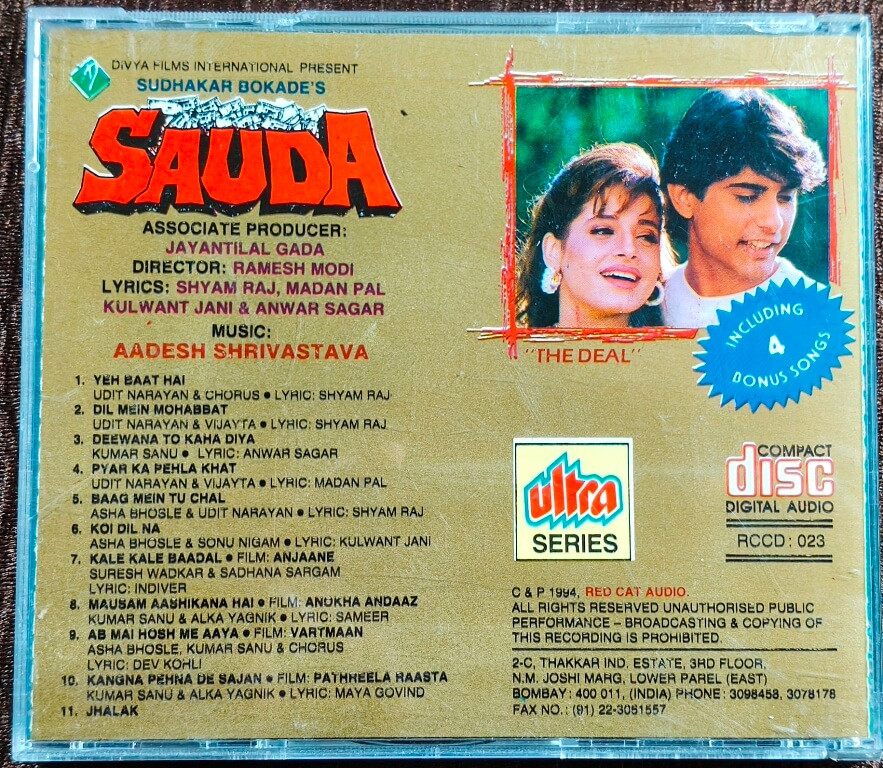 DIVYA FILMS INTERNATIONAL PRESENT
SUDHAKAR BOKADE'S
SAUDA
ASSOCIATE PRODUCER:
JAYANTILAL GADA
DIRECTOR: RAMESH MODI
LYRICS: SHYAM RAJ, MADAN PAL
KULWANT JANI & ANWAR SAGAR
MUSIC:
AADESH SHRIVASTAVA
1. YEH BAAT HAI
UDIT NARAYAN & CHORUS ● LYRIC: SHYAM RAJ
2. DIL MEIN MOHABBAT
UDIT NARAYAN & VIJAYTA ● LYRIC: SHYAM RAJ
3. DEEWANA TO KAHA DIYA
KUMAR SANU ● LYRIC: ANWAR SAGAR
4. PYAR KA PEHLA KHAT
UDIT NARAYAN & VIJAYTA ● LYRIC: MADAN PAL
5. BAAG MEIN TU CHAL
ASHA BHOSLE & UDIT NARAYAN ● LYRIC: SHYAM RAJ
6. KOI DIL NA
ASHA BHOSLE & SONU NIGAM ● LYRIC: KULWANT JANI
7. KALE KALE BAADAL ● FILM: ANJAANE
SURESH WADKAR & SADHANA SARGAM
LYRIC: INDIVER
8. MAUSAM AASHIKANA HAI ● FILM: ANOKHA ANDAAZ
KUMAR SANU & ALKA YAGNIK ● LYRIC: SAMEER
9. AB MAI HOSH ME AAYA ● FILM: VARTMAAN
ASHA BHOSLE, KUMAR SANU & CHORUS
LYRIC: DEV KOHLI
10. KANGNA PEHNA DE SAJAN ● FILM: PATHREELA RAASTA
KUMAR SANU & ALKA YAGNIK ● LYRIC: MAYA GOVIND
11. JHALAK
"THE DEAL"
INCLUDING
4
BONUS SONGS
ultra
SERIES
COMPACT
disc
DIGITAL AUDIO
RCCD: 023
C & P 1994, RED CAT AUDIO.
ALL RIGHTS RESERVED UNAUTHORISED PUBLIC
PERFORMANCE – BROADCASTING & COPYING OF
THIS RECORDING IS PROHIBITED.
2-C, THAKKAR IND. ESTATE, 3RD FLOOR,
N.M. JOSHI MARG, LOWER PAREL (EAST)
BOMBAY: 400 011, (INDIA) PHONE: 3098458, 3078178
FAX NO.: (91) 22-3081557